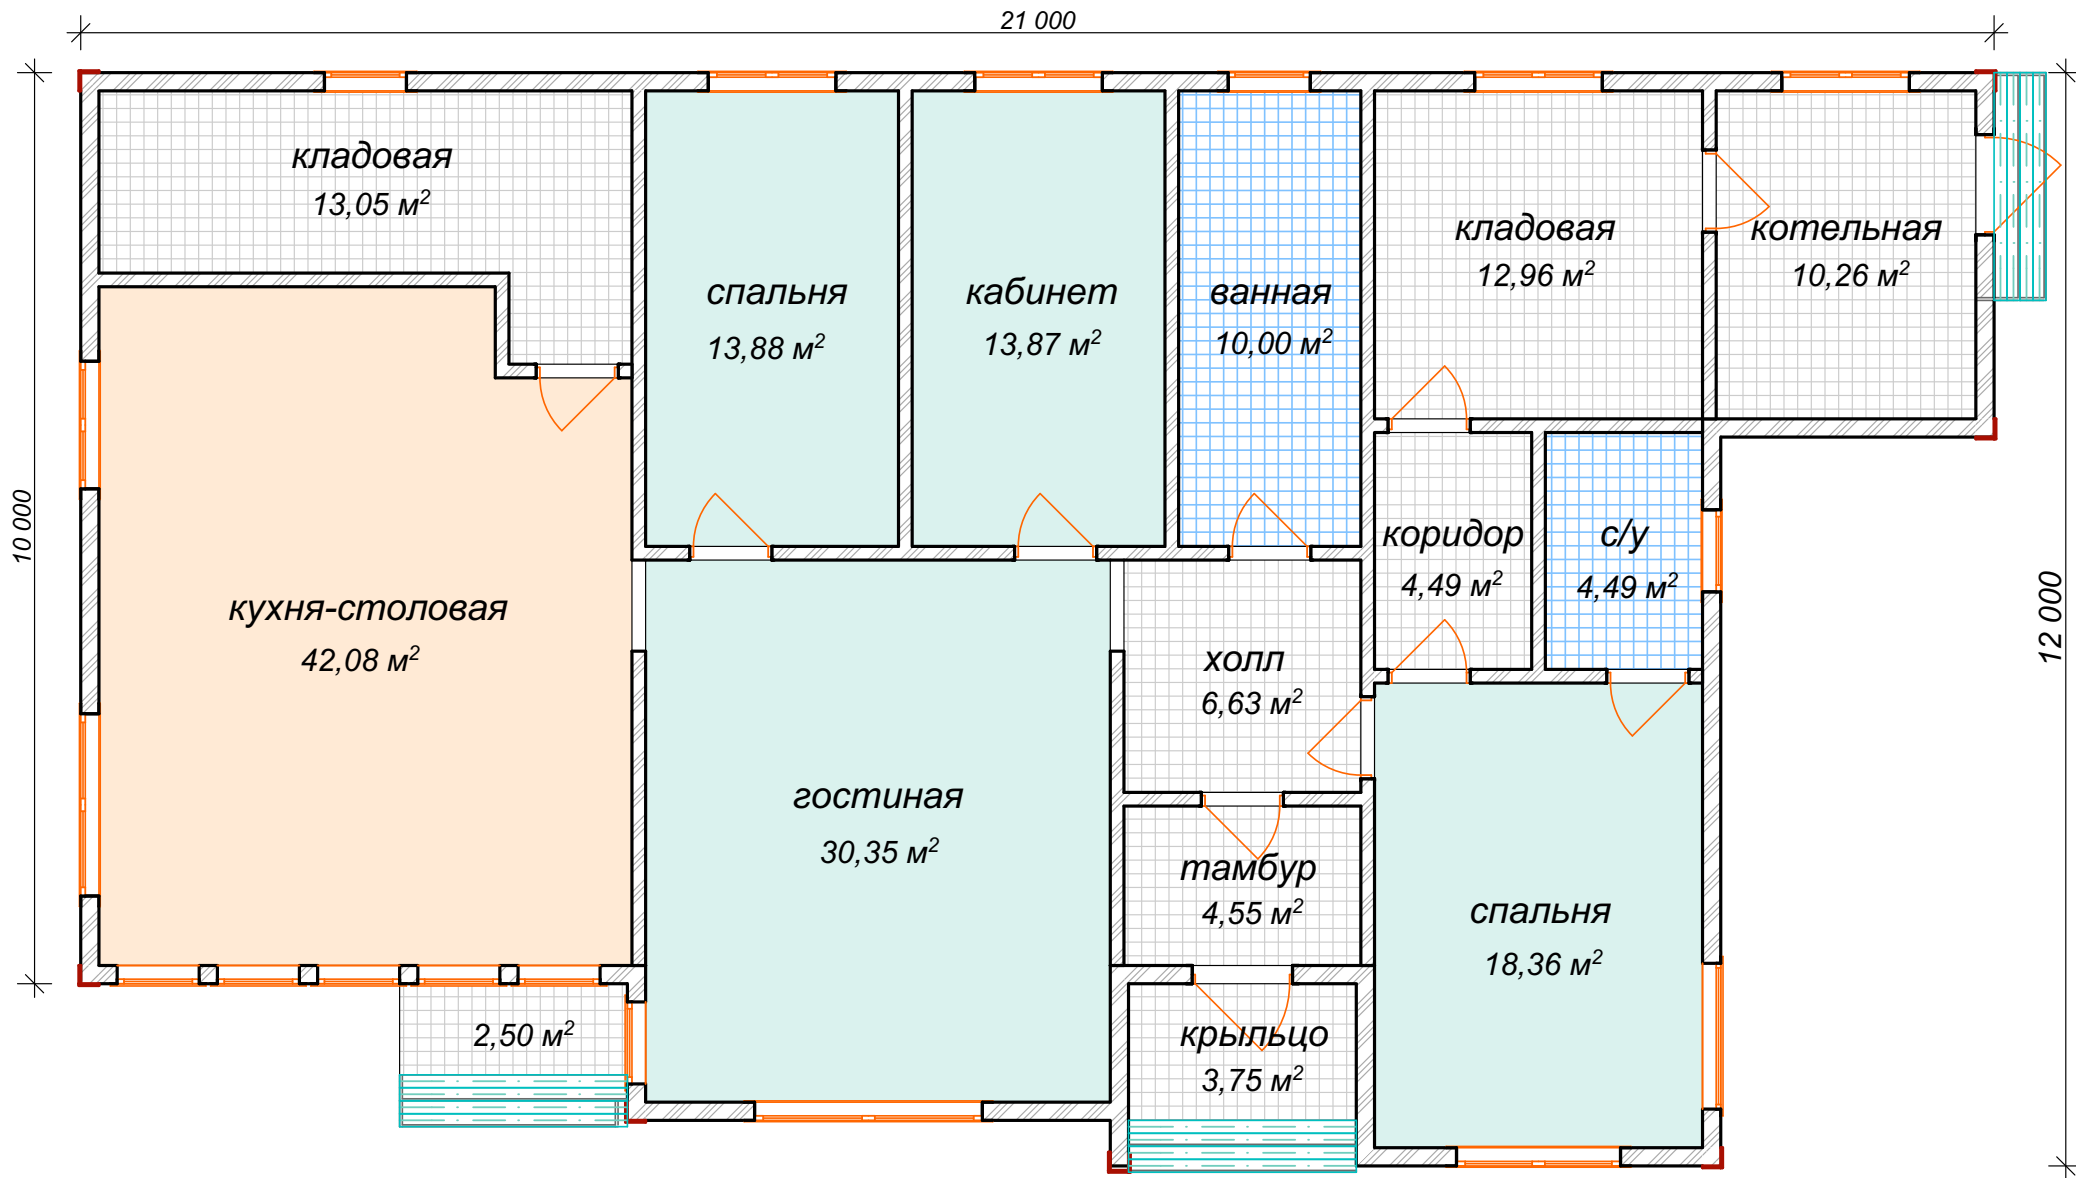 21 000
кладовая
13,05 м²
спальня
13,88 м²
кабинет
13,87 м²
ванная
10,00 м²
кладовая
12,96 м²
котельная
10,26 м²
10 000
кухня-столовая
42,08 м²
коридор
4,49 м²
с/у
4,49 м²
12 000
холл
6,63 м²
гостиная
30,35 м²
тамбур
4,55 м²
спальня
18,36 м²
2,50 м²
крыльцо
3,75 м²